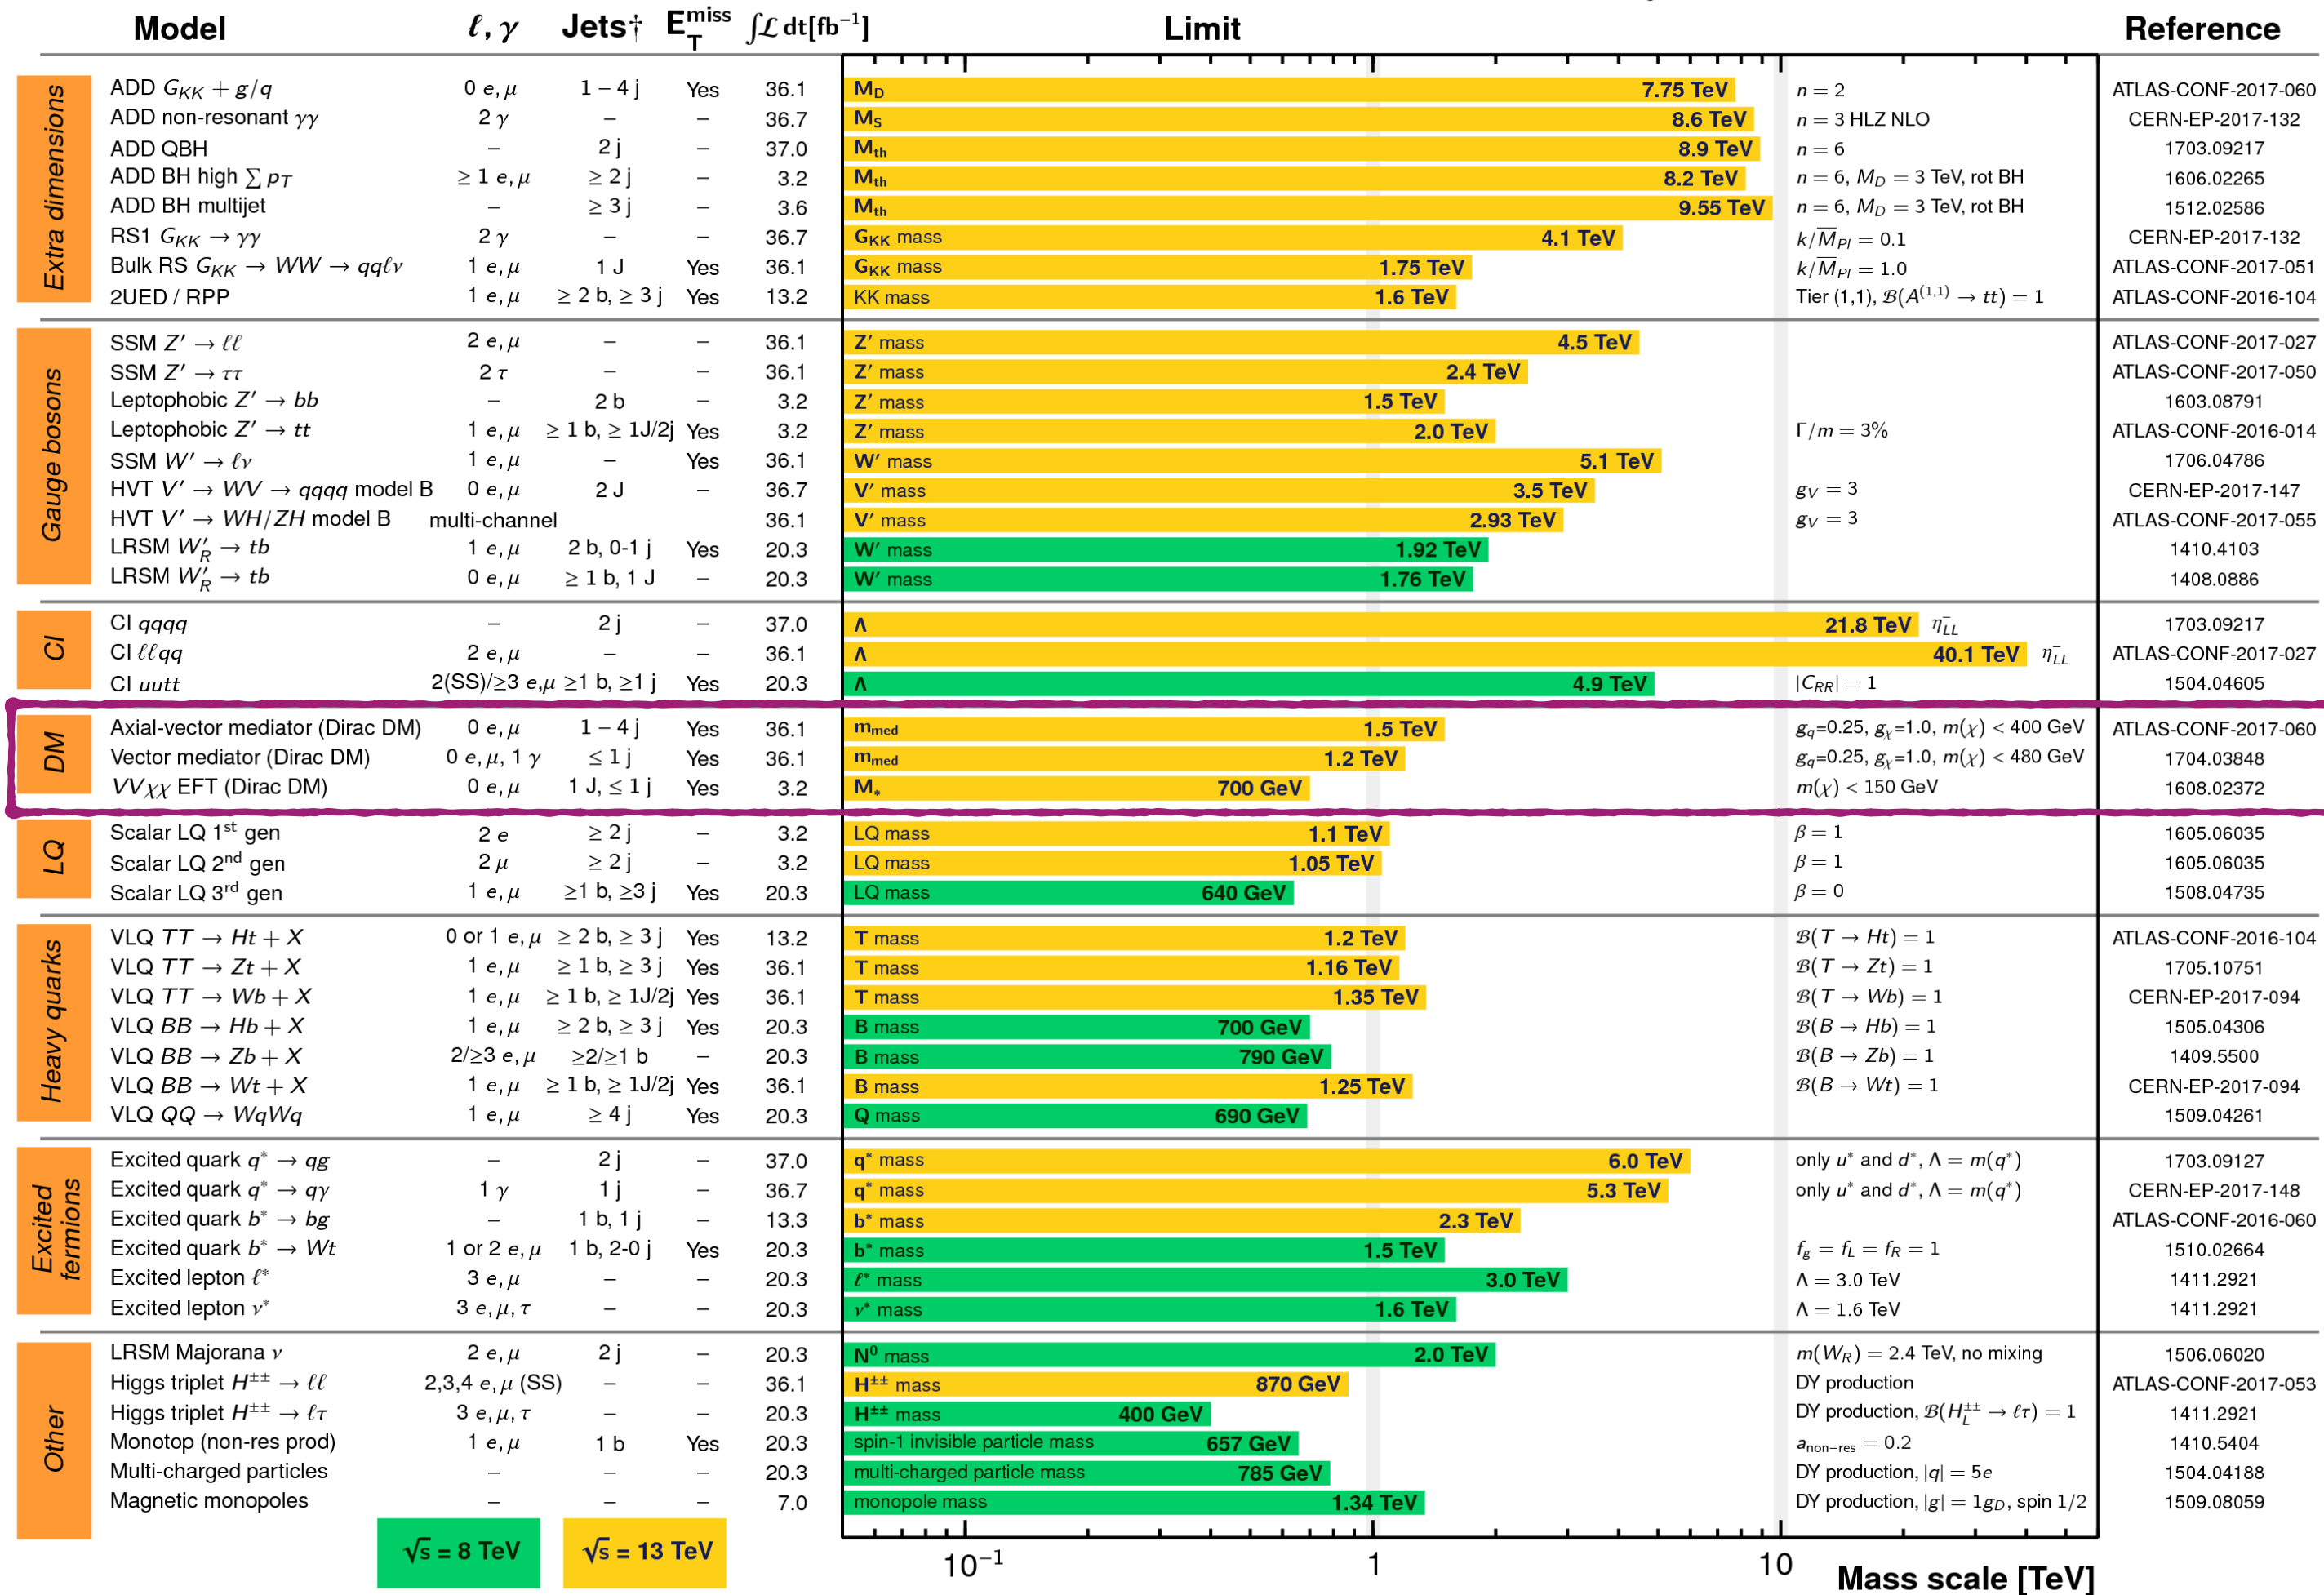 Model ℓ, γ Jets† E_T^miss ∫ℒ dt[fb⁻¹] Limit Reference
Extra dimensions
ADD G_KK + g/q 0 e, μ 1 − 4 j Yes 36.1 M_D 7.75 TeV n = 2 ATLAS-CONF-2017-060
ADD non-resonant γγ 2 γ − − 36.7 M_S 8.6 TeV n = 3 HLZ NLO CERN-EP-2017-132
ADD QBH − 2 j − 37.0 M_th 8.9 TeV n = 6 1703.09217
ADD BH high ∑ p_T ≥ 1 e, μ ≥ 2 j − 3.2 M_th 8.2 TeV n = 6, M_D = 3 TeV, rot BH 1606.02265
ADD BH multijet − ≥ 3 j − 3.6 M_th 9.55 TeV n = 6, M_D = 3 TeV, rot BH 1512.02586
RS1 G_KK → γγ 2 γ − − 36.7 G_KK mass 4.1 TeV k/M̅_Pl = 0.1 CERN-EP-2017-132
Bulk RS G_KK → WW → qqℓν 1 e, μ 1 J Yes 36.1 G_KK mass 1.75 TeV k/M̅_Pl = 1.0 ATLAS-CONF-2017-051
2UED / RPP 1 e, μ ≥ 2 b, ≥ 3 j Yes 13.2 KK mass 1.6 TeV Tier (1,1), ℬ(A^(1,1) → tt) = 1 ATLAS-CONF-2016-104
Gauge bosons
SSM Z′ → ℓℓ 2 e, μ − − 36.1 Z′ mass 4.5 TeV ATLAS-CONF-2017-027
SSM Z′ → ττ 2 τ − − 36.1 Z′ mass 2.4 TeV ATLAS-CONF-2017-050
Leptophobic Z′ → bb − 2 b − 3.2 Z′ mass 1.5 TeV 1603.08791
Leptophobic Z′ → tt 1 e, μ ≥ 1 b, ≥ 1J/2j Yes 3.2 Z′ mass 2.0 TeV Γ/m = 3% ATLAS-CONF-2016-014
SSM W′ → ℓν 1 e, μ − Yes 36.1 W′ mass 5.1 TeV 1706.04786
HVT V′ → WV → qqqq model B 0 e, μ 2 J − 36.7 V′ mass 3.5 TeV g_V = 3 CERN-EP-2017-147
HVT V′ → WH/ZH model B multi-channel 36.1 V′ mass 2.93 TeV g_V = 3 ATLAS-CONF-2017-055
LRSM W′_R → tb 1 e, μ 2 b, 0-1 j Yes 20.3 W′ mass 1.92 TeV 1410.4103
LRSM W′_R → tb 0 e, μ ≥ 1 b, 1 J − 20.3 W′ mass 1.76 TeV 1408.0886
CI
CI qqqq − 2 j − 37.0 Λ 21.8 TeV η⁻_LL 1703.09217
CI ℓℓqq 2 e, μ − − 36.1 Λ 40.1 TeV η⁻_LL ATLAS-CONF-2017-027
CI uutt 2(SS)/≥3 e,μ ≥1 b, ≥1 j Yes 20.3 Λ 4.9 TeV |C_RR| = 1 1504.04605
DM
Axial-vector mediator (Dirac DM) 0 e, μ 1 − 4 j Yes 36.1 m_med 1.5 TeV g_q=0.25, g_χ=1.0, m(χ) < 400 GeV ATLAS-CONF-2017-060
Vector mediator (Dirac DM) 0 e, μ, 1 γ ≤ 1 j Yes 36.1 m_med 1.2 TeV g_q=0.25, g_χ=1.0, m(χ) < 480 GeV 1704.03848
VVχχ EFT (Dirac DM) 0 e, μ 1 J, ≤ 1 j Yes 3.2 M_* 700 GeV m(χ) < 150 GeV 1608.02372
LQ
Scalar LQ 1st gen 2 e ≥ 2 j − 3.2 LQ mass 1.1 TeV β = 1 1605.06035
Scalar LQ 2nd gen 2 μ ≥ 2 j − 3.2 LQ mass 1.05 TeV β = 1 1605.06035
Scalar LQ 3rd gen 1 e, μ ≥1 b, ≥3 j Yes 20.3 LQ mass 640 GeV β = 0 1508.04735
Heavy quarks
VLQ TT → Ht + X 0 or 1 e, μ ≥ 2 b, ≥ 3 j Yes 13.2 T mass 1.2 TeV ℬ(T → Ht) = 1 ATLAS-CONF-2016-104
VLQ TT → Zt + X 1 e, μ ≥ 1 b, ≥ 3 j Yes 36.1 T mass 1.16 TeV ℬ(T → Zt) = 1 1705.10751
VLQ TT → Wb + X 1 e, μ ≥ 1 b, ≥ 1J/2j Yes 36.1 T mass 1.35 TeV ℬ(T → Wb) = 1 CERN-EP-2017-094
VLQ BB → Hb + X 1 e, μ ≥ 2 b, ≥ 3 j Yes 20.3 B mass 700 GeV ℬ(B → Hb) = 1 1505.04306
VLQ BB → Zb + X 2/≥3 e, μ ≥2/≥1 b − 20.3 B mass 790 GeV ℬ(B → Zb) = 1 1409.5500
VLQ BB → Wt + X 1 e, μ ≥ 1 b, ≥ 1J/2j Yes 36.1 B mass 1.25 TeV ℬ(B → Wt) = 1 CERN-EP-2017-094
VLQ QQ → WqWq 1 e, μ ≥ 4 j Yes 20.3 Q mass 690 GeV 1509.04261
Excited fermions
Excited quark q* → qg − 2 j − 37.0 q* mass 6.0 TeV only u* and d*, Λ = m(q*) 1703.09127
Excited quark q* → qγ 1 γ 1 j − 36.7 q* mass 5.3 TeV only u* and d*, Λ = m(q*) CERN-EP-2017-148
Excited quark b* → bg − 1 b, 1 j − 13.3 b* mass 2.3 TeV ATLAS-CONF-2016-060
Excited quark b* → Wt 1 or 2 e, μ 1 b, 2-0 j Yes 20.3 b* mass 1.5 TeV f_g = f_L = f_R = 1 1510.02664
Excited lepton ℓ* 3 e, μ − − 20.3 ℓ* mass 3.0 TeV Λ = 3.0 TeV 1411.2921
Excited lepton ν* 3 e, μ, τ − − 20.3 ν* mass 1.6 TeV Λ = 1.6 TeV 1411.2921
Other
LRSM Majorana ν 2 e, μ 2 j − 20.3 N⁰ mass 2.0 TeV m(W_R) = 2.4 TeV, no mixing 1506.06020
Higgs triplet H^±± → ℓℓ 2,3,4 e, μ (SS) − − 36.1 H^±± mass 870 GeV DY production ATLAS-CONF-2017-053
Higgs triplet H^±± → ℓτ 3 e, μ, τ − − 20.3 H^±± mass 400 GeV DY production, ℬ(H_L^±± → ℓτ) = 1 1411.2921
Monotop (non-res prod) 1 e, μ 1 b Yes 20.3 spin-1 invisible particle mass 657 GeV a_non−res = 0.2 1410.5404
Multi-charged particles − − − 20.3 multi-charged particle mass 785 GeV DY production, |q| = 5e 1504.04188
Magnetic monopoles − − − 7.0 monopole mass 1.34 TeV DY production, |g| = 1g_D, spin 1/2 1509.08059
√s = 8 TeV √s = 13 TeV
10⁻¹ 1 10
Mass scale [TeV]